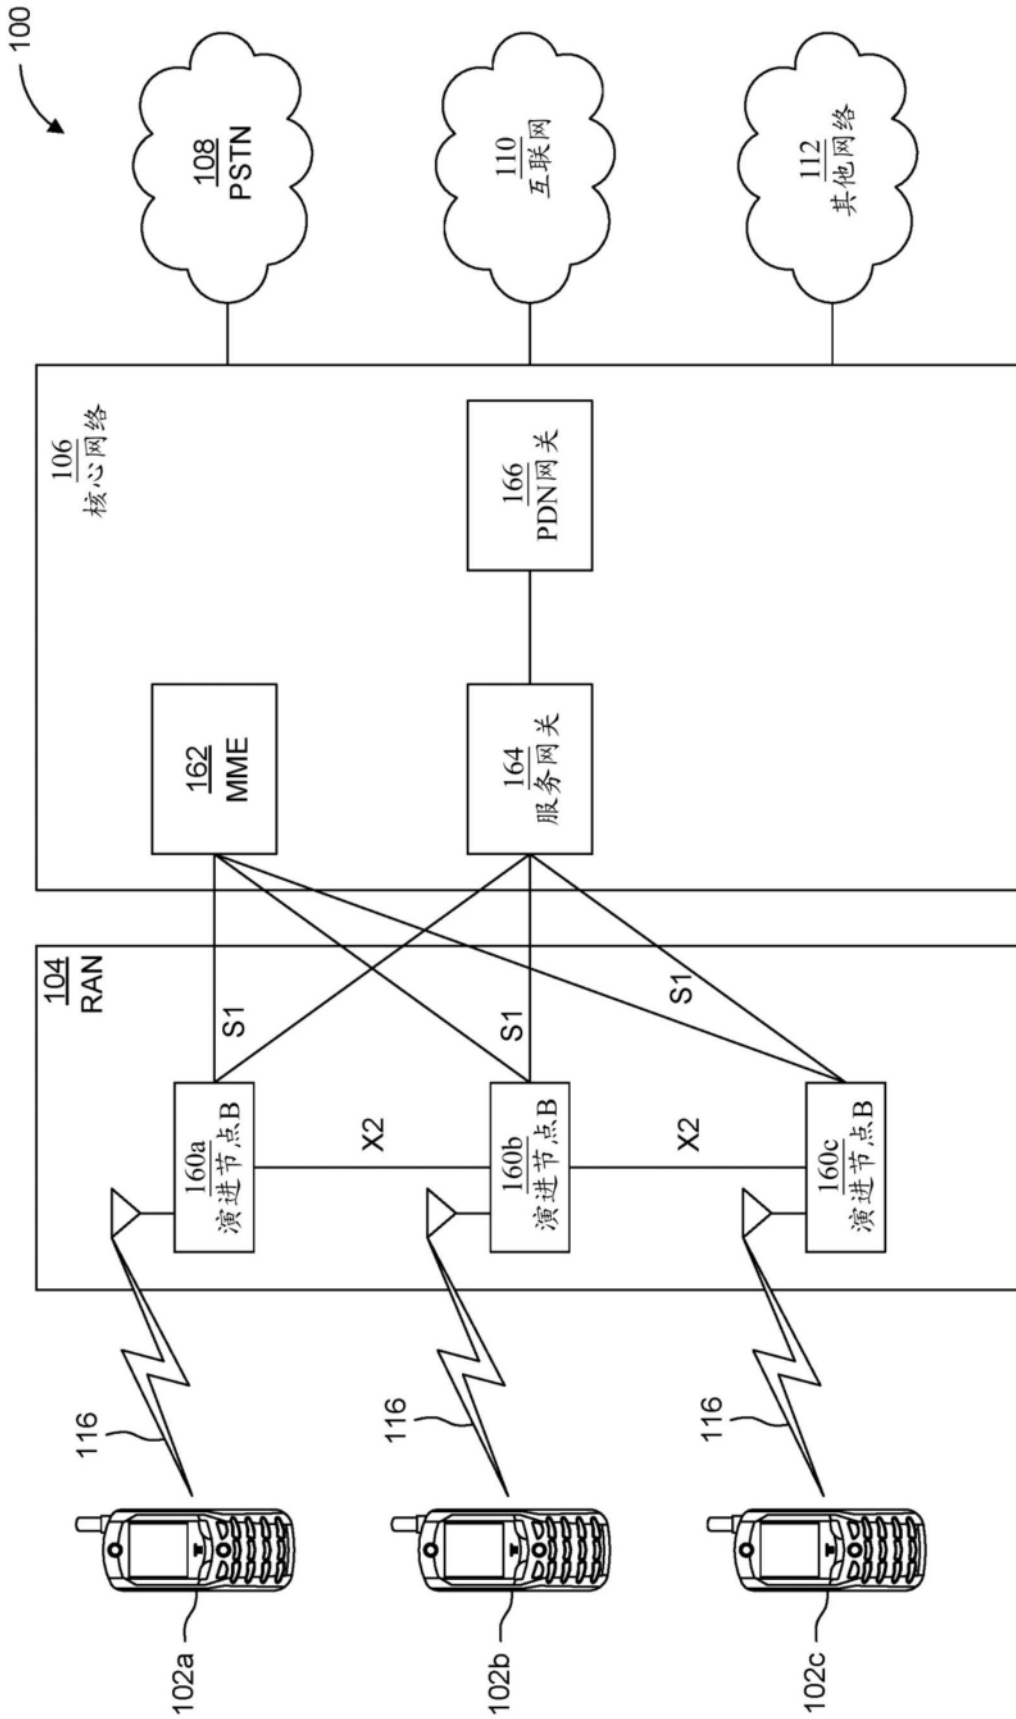 100
108
PSTN
110
互联网
112
其他网络
106
核心网络
162
MME
164
服务网关
166
PDN网关
104
RAN
S1
S1
S1
160a
演进节点B
X2
160b
演进节点B
X2
160c
演进节点B
116
116
116
102a
102b
102c